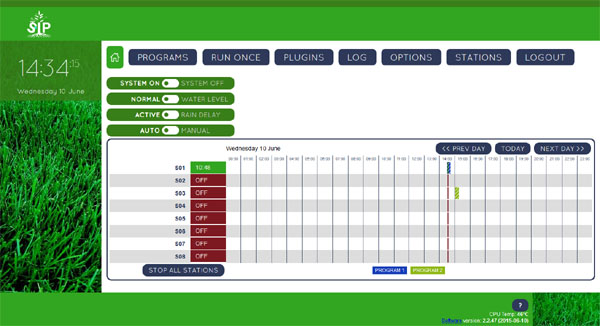 SIP
14:34:15
Wednesday 10 June
PROGRAMS RUN ONCE PLUGINS LOG OPTIONS STATIONS LOGOUT
SYSTEM ON SYSTEM OFF
NORMAL WATER LEVEL
ACTIVE RAIN DELAY
AUTO MANUAL
Wednesday 10 June << PREV DAY TODAY NEXT DAY >>
00:00 01:00 02:00 03:00 04:00 05:00 06:00 07:00 08:00 09:00 10:00 11:00 12:00 13:00 14:00 15:00 16:00 17:00 18:00 19:00 20:00 21:00 22:00 23:00
S01 10:48
S02 OFF
S03 OFF
S04 OFF
S05 OFF
S06 OFF
S07 OFF
S08 OFF
STOP ALL STATIONS PROGRAM 1 PROGRAM 2
?
CPU Temp: 46°C
Software version: 2.2.47 (2015-06-10)